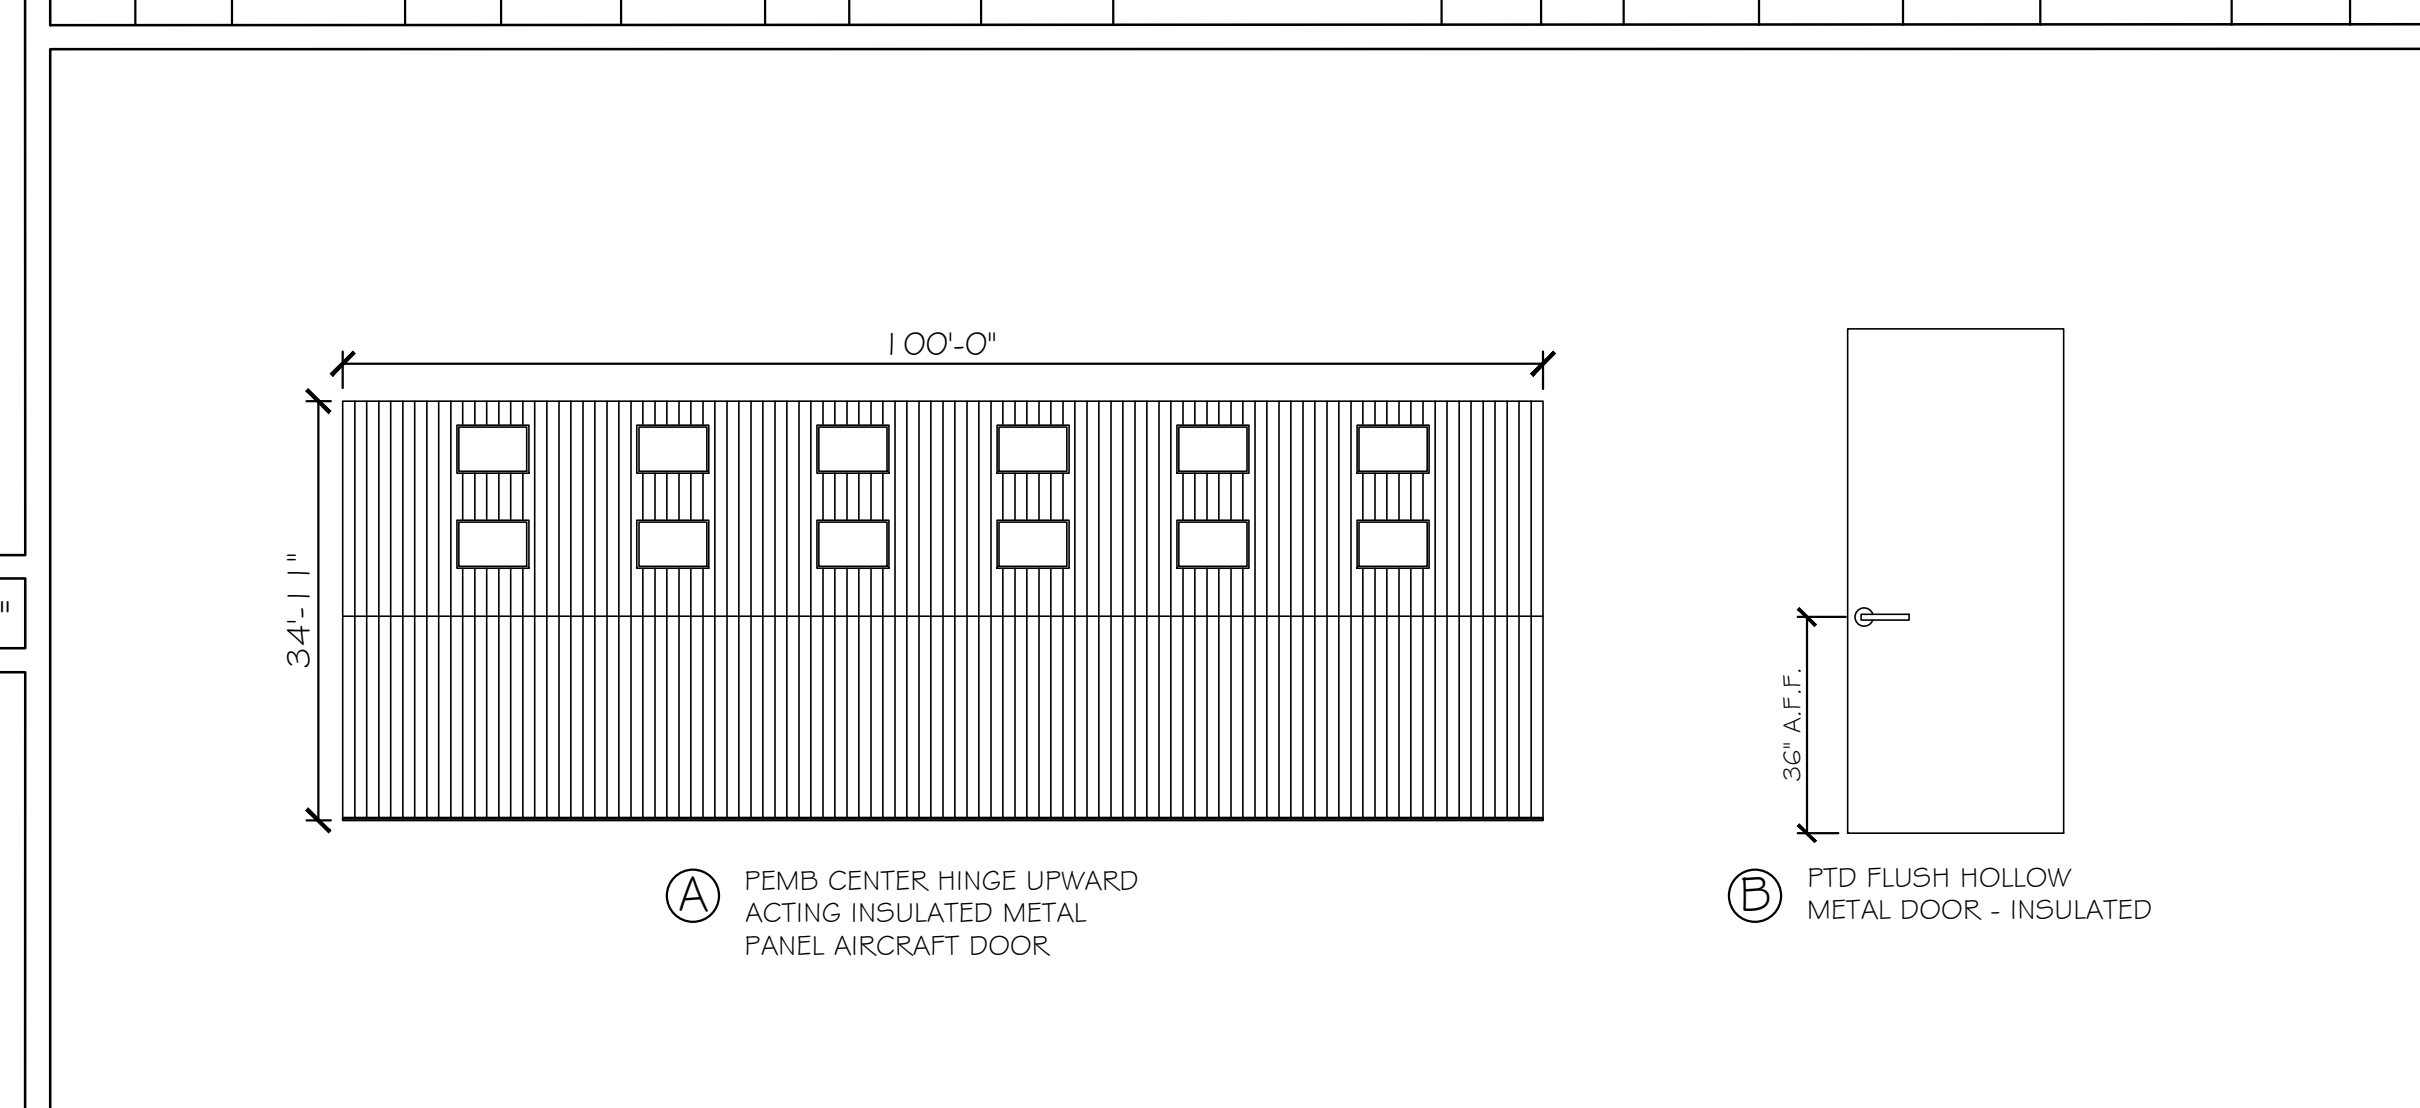 100'-0"
34'-11"
"
36" A.F.F.
A
PEMB CENTER HINGE UPWARD
ACTING INSULATED METAL
PANEL AIRCRAFT DOOR
B
PTD FLUSH HOLLOW
METAL DOOR - INSULATED